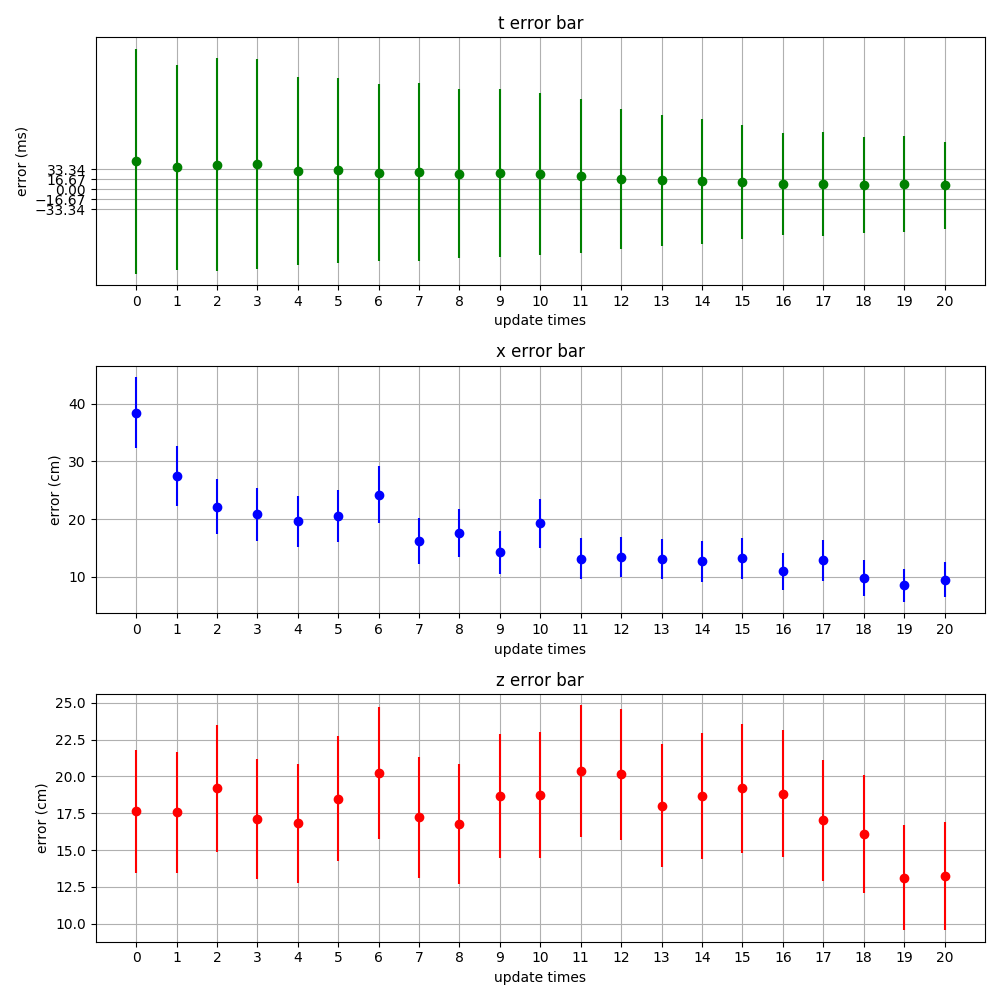 t error bar
error (ms)
33.34
16.67
0.00
−16.67
−33.34
0 1 2 3 4 5 6 7 8 9 10 11 12 13 14 15 16 17 18 19 20
update times
x error bar
error (cm)
40
30
20
10
0 1 2 3 4 5 6 7 8 9 10 11 12 13 14 15 16 17 18 19 20
update times
z error bar
error (cm)
25.0
22.5
20.0
17.5
15.0
12.5
10.0
0 1 2 3 4 5 6 7 8 9 10 11 12 13 14 15 16 17 18 19 20
update times